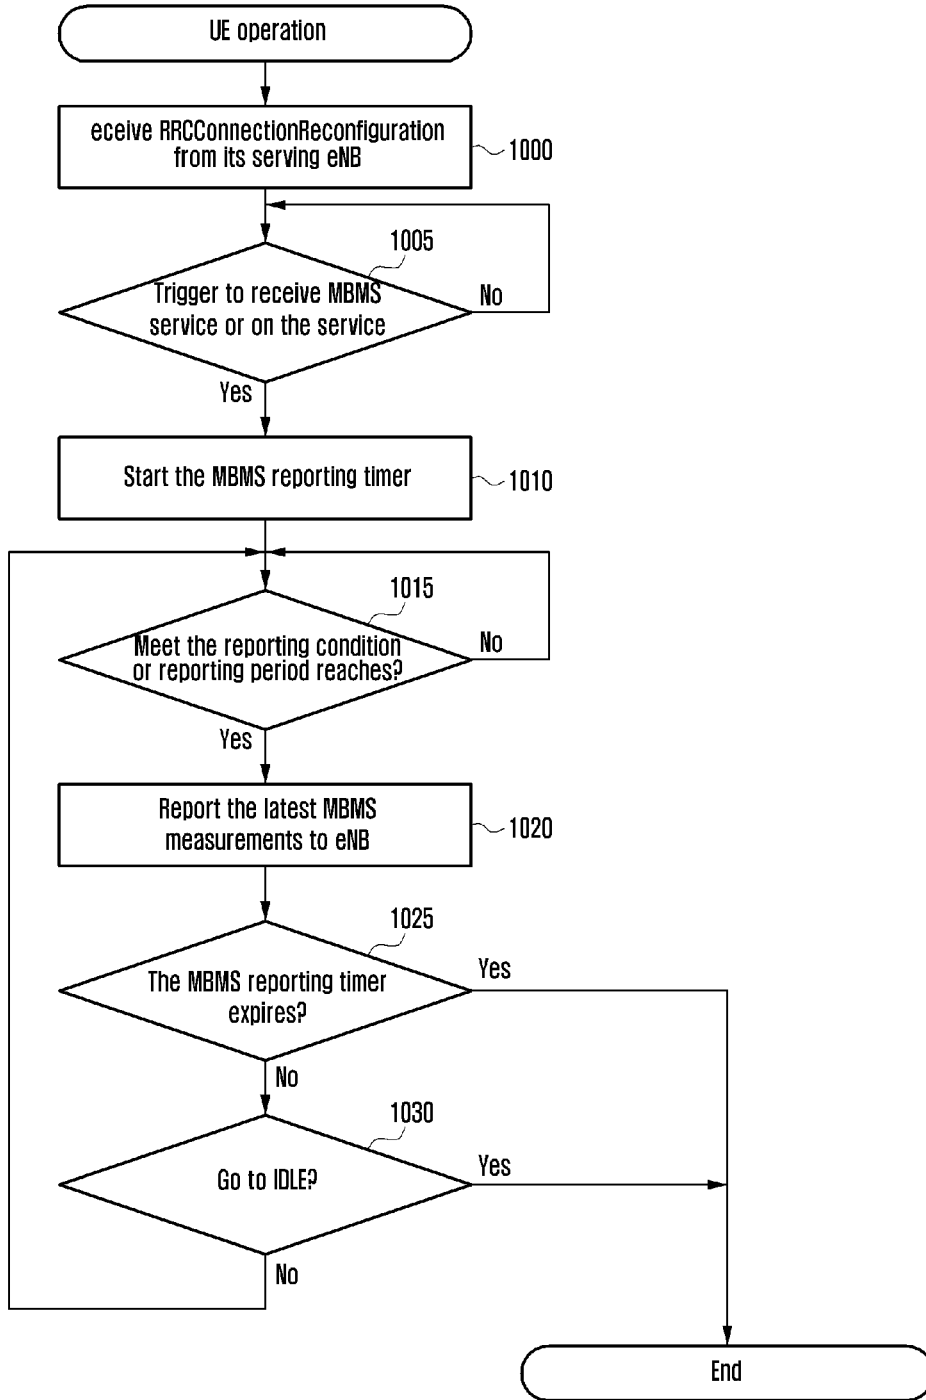 UE operation
eceive RRCConnectionReconfiguration
from its serving eNB
1000
1005
Trigger to receive MBMS
service or on the service
No
Yes
Start the MBMS reporting timer
1010
1015
Meet the reporting condition
or reporting period reaches?
No
Yes
Report the latest MBMS
measurements to eNB
1020
1025
The MBMS reporting timer
expires?
Yes
No
1030
Go to IDLE?
Yes
No
End